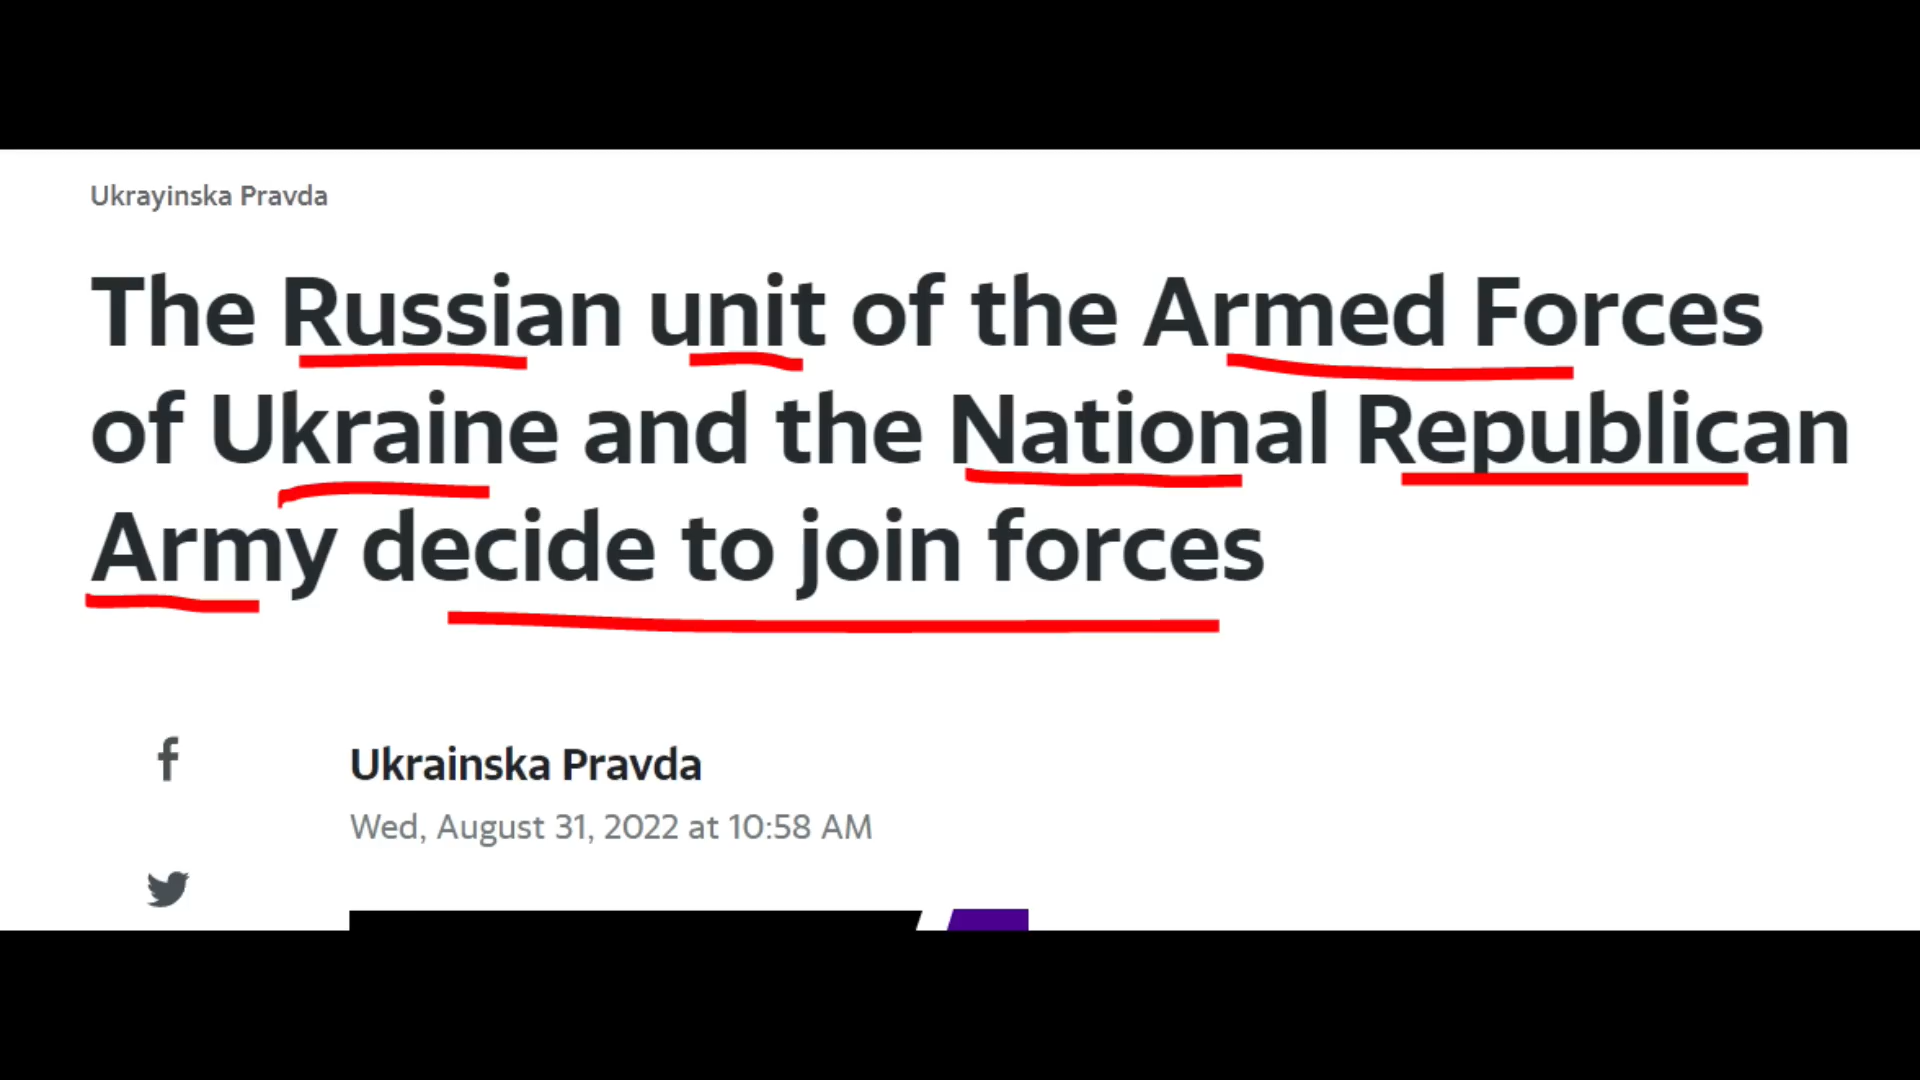 Ukrayinska Pravda
The Russian unit of the Armed Forces
of Ukraine and the National Republican
Army decide to join forces
Ukrainska Pravda
Wed, August 31, 2022 at 10:58 AM